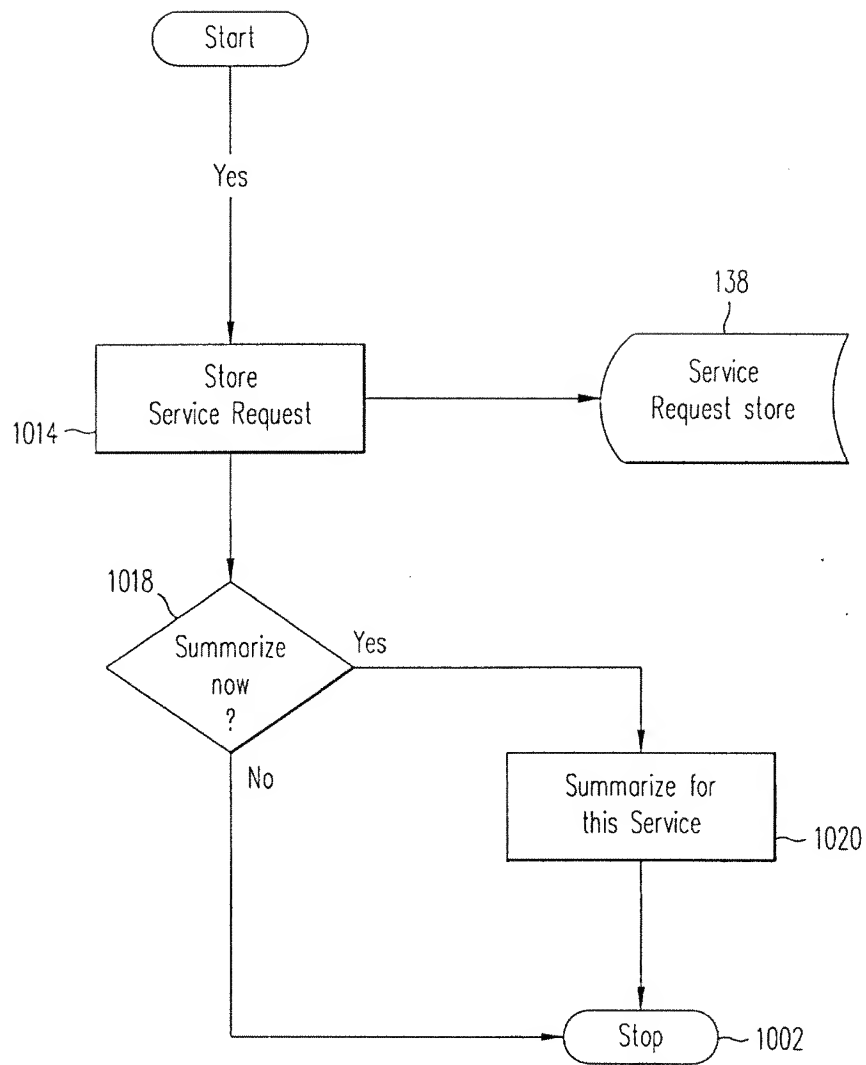 Start
Yes
138
Store
Service Request
1014
Service
Request store
1018
Summarize
now
?
Yes
No
Summarize for
this Service
1020
Stop
1002